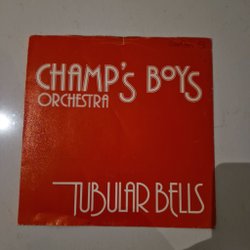 CHAMP'S BOYS
ORCHESTRA
TUBULAR BELLS